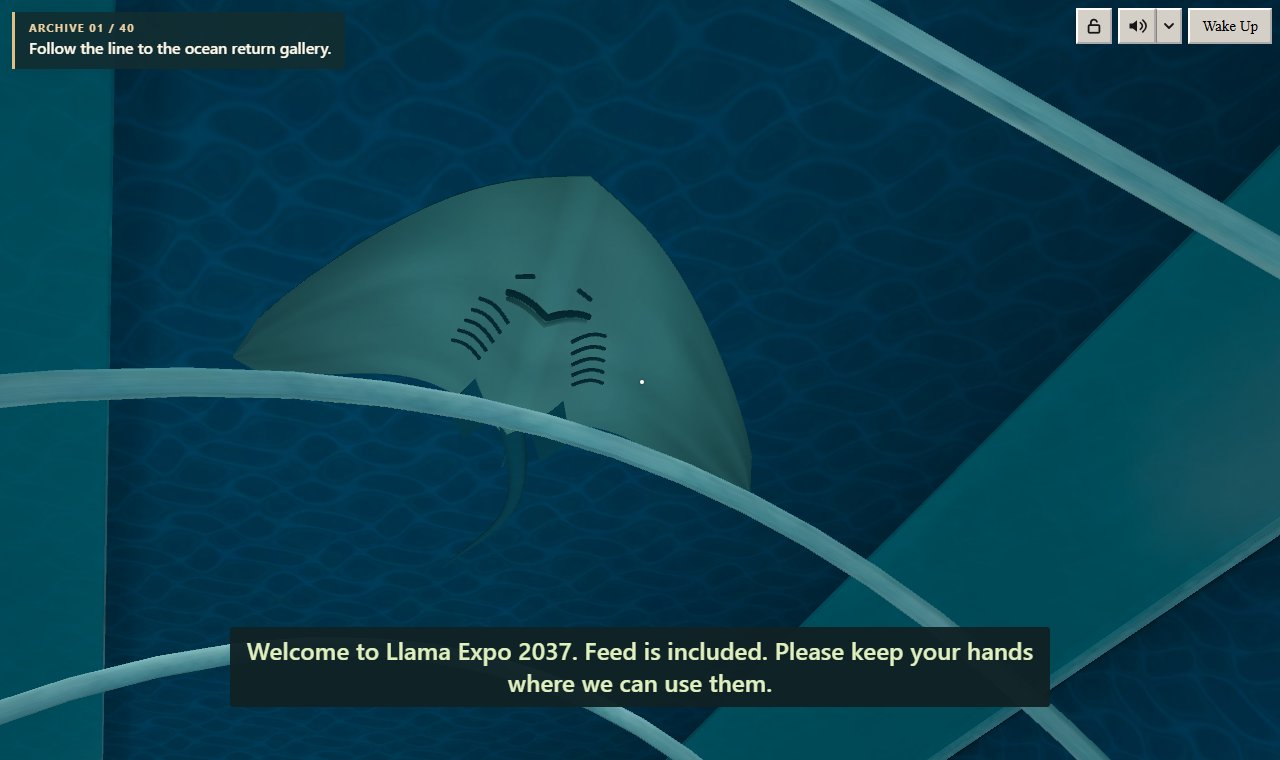 ARCHIVE 01 / 40
Follow the line to the ocean return gallery.
Wake Up
Welcome to Llama Expo 2037. Feed is included. Please keep your hands
where we can use them.